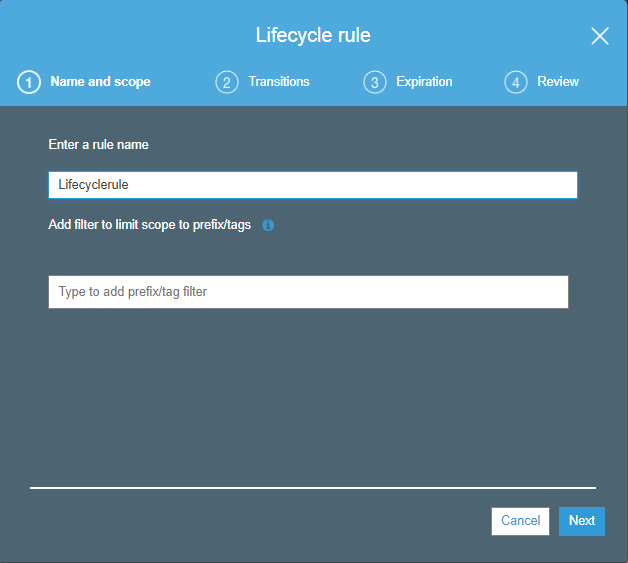 Lifecycle rule
1 Name and scope 2 Transitions 3 Expiration 4 Review
Enter a rule name
Lifecyclerule
Add filter to limit scope to prefix/tags
Type to add prefix/tag filter
Cancel Next